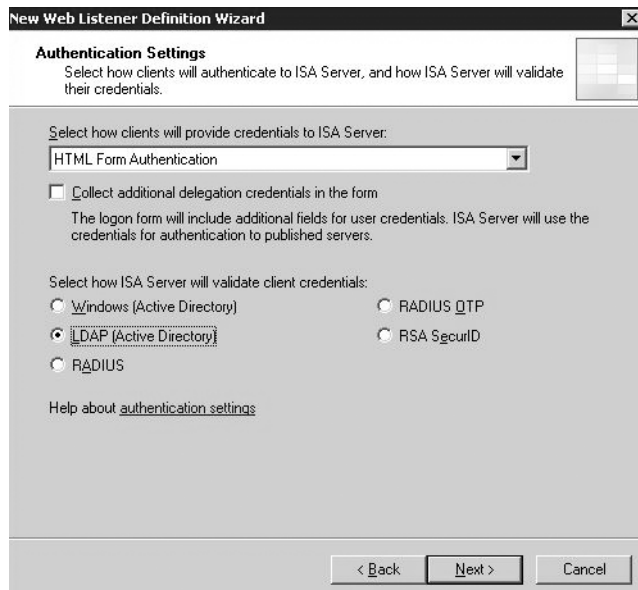 New Web Listener Definition Wizard
Authentication Settings
Select how clients will authenticate to ISA Server, and how ISA Server will validate
their credentials.
Select how clients will provide credentials to ISA Server:
HTML Form Authentication
Collect additional delegation credentials in the form
The logon form will include additional fields for user credentials. ISA Server will use the
credentials for authentication to published servers.
Select how ISA Server will validate client credentials:
Windows (Active Directory) RADIUS OTP
LDAP (Active Directory) RSA SecurID
RADIUS
Help about authentication settings
< Back Next > Cancel